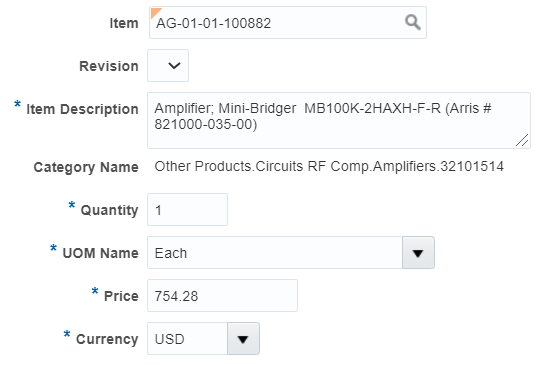 Item AG-01-01-100882
Revision
* Item Description Amplifier; Mini-Bridger  MB100K-2HAXH-F-R (Arris #
821000-035-00)
Category Name Other Products.Circuits RF Comp.Amplifiers.32101514
* Quantity 1
* UOM Name Each
* Price 754.28
* Currency USD